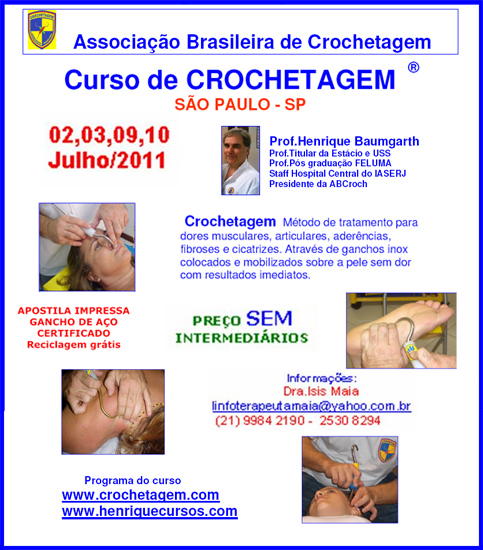 CROCHETAGEM
Associação Brasileira de Crochetagem
Curso de CROCHETAGEM ®
SÃO PAULO - SP
02,03,09,10
Julho/2011
Prof.Henrique Baumgarth
Prof.Titular da Estácio e USS
Prof.Pós graduação FELUMA
Staff Hospital Central do IASERJ
Presidente da ABCroch
Crochetagem Método de tratamento para
dores musculares, articulares, aderências,
fibroses e cicatrizes. Através de ganchos inox
colocados e mobilizados sobre a pele sem dor
com resultados imediatos.
APOSTILA IMPRESSA
GANCHO DE AÇO
CERTIFICADO
Reciclagem grátis
PREÇO SEM
INTERMEDIÁRIOS
Informações:
Dra.Isis Maia
linfoterapeutamaia@yahoo.com.br
(21) 9984 2190 - 2530 8294
Programa do curso
www.crochetagem.com
www.henriquecursos.com